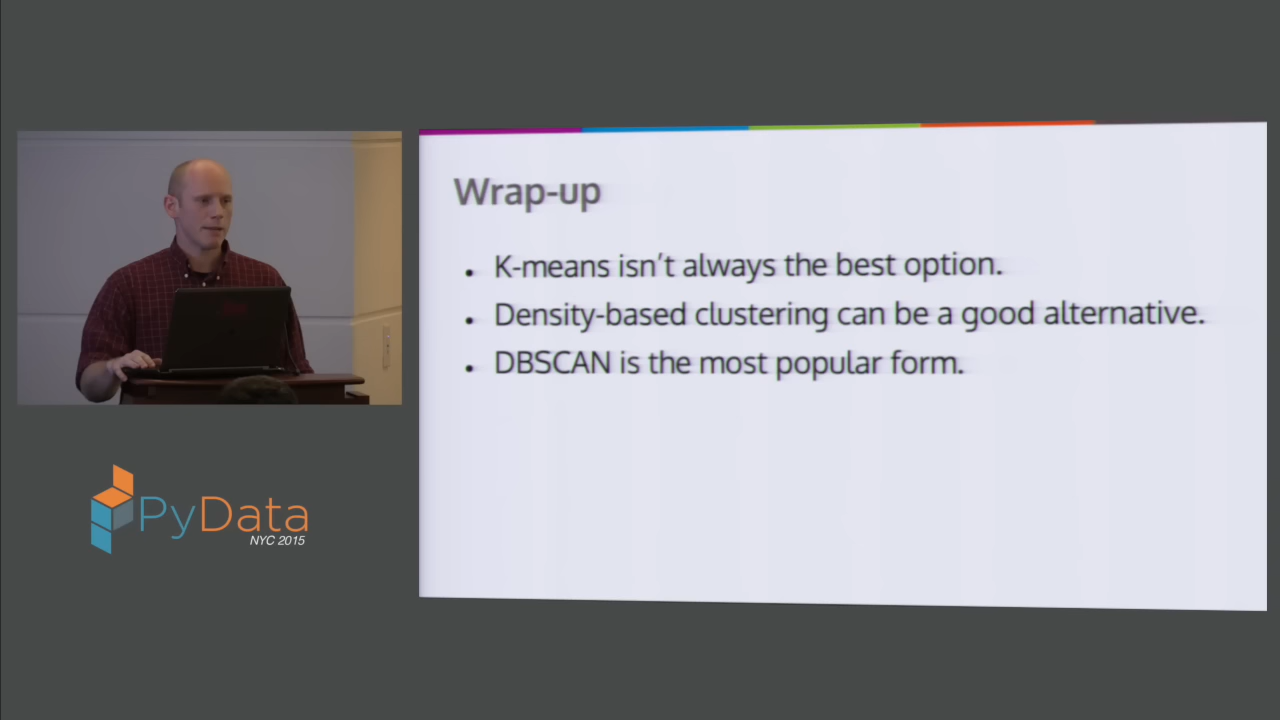 Wrap-up
• K-means isn't always the best option.
• Density-based clustering can be a good alternative.
• DBSCAN is the most popular form.
PyData
NYC 2015